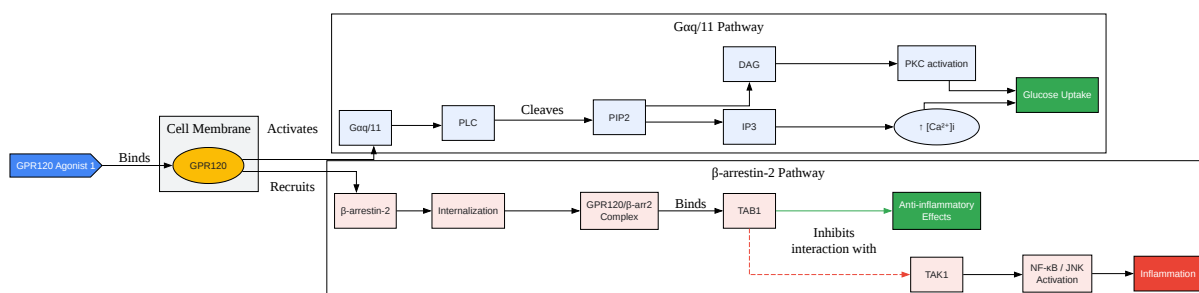 Gαq/11 Pathway
DAG
PKC activation
Glucose Uptake
Cleaves
Gαq/11
PLC
PIP2
IP3
↑ [Ca²⁺]i
Cell Membrane
Activates
GPR120 Agonist 1
Binds
GPR120
Recruits
β-arrestin-2 Pathway
β-arrestin-2
Internalization
GPR120/β-arr2
Complex
Binds
TAB1
Anti-inflammatory
Effects
Inhibits
interaction with
TAK1
NF-κB / JNK
Activation
Inflammation